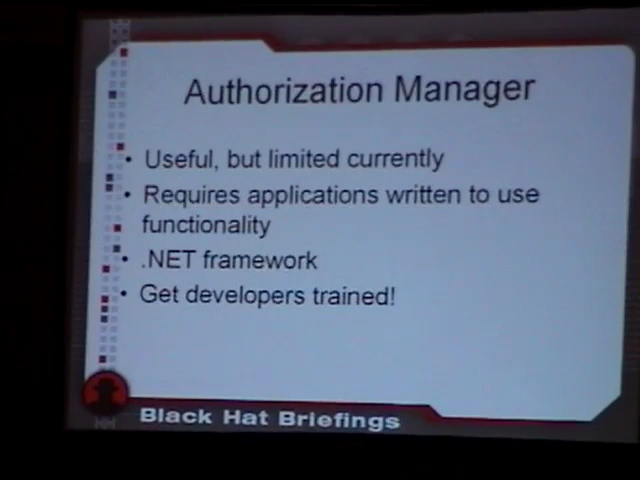 Authorization Manager
• Useful, but limited currently
• Requires applications written to use
functionality
• .NET framework
• Get developers trained!
Black Hat Briefings